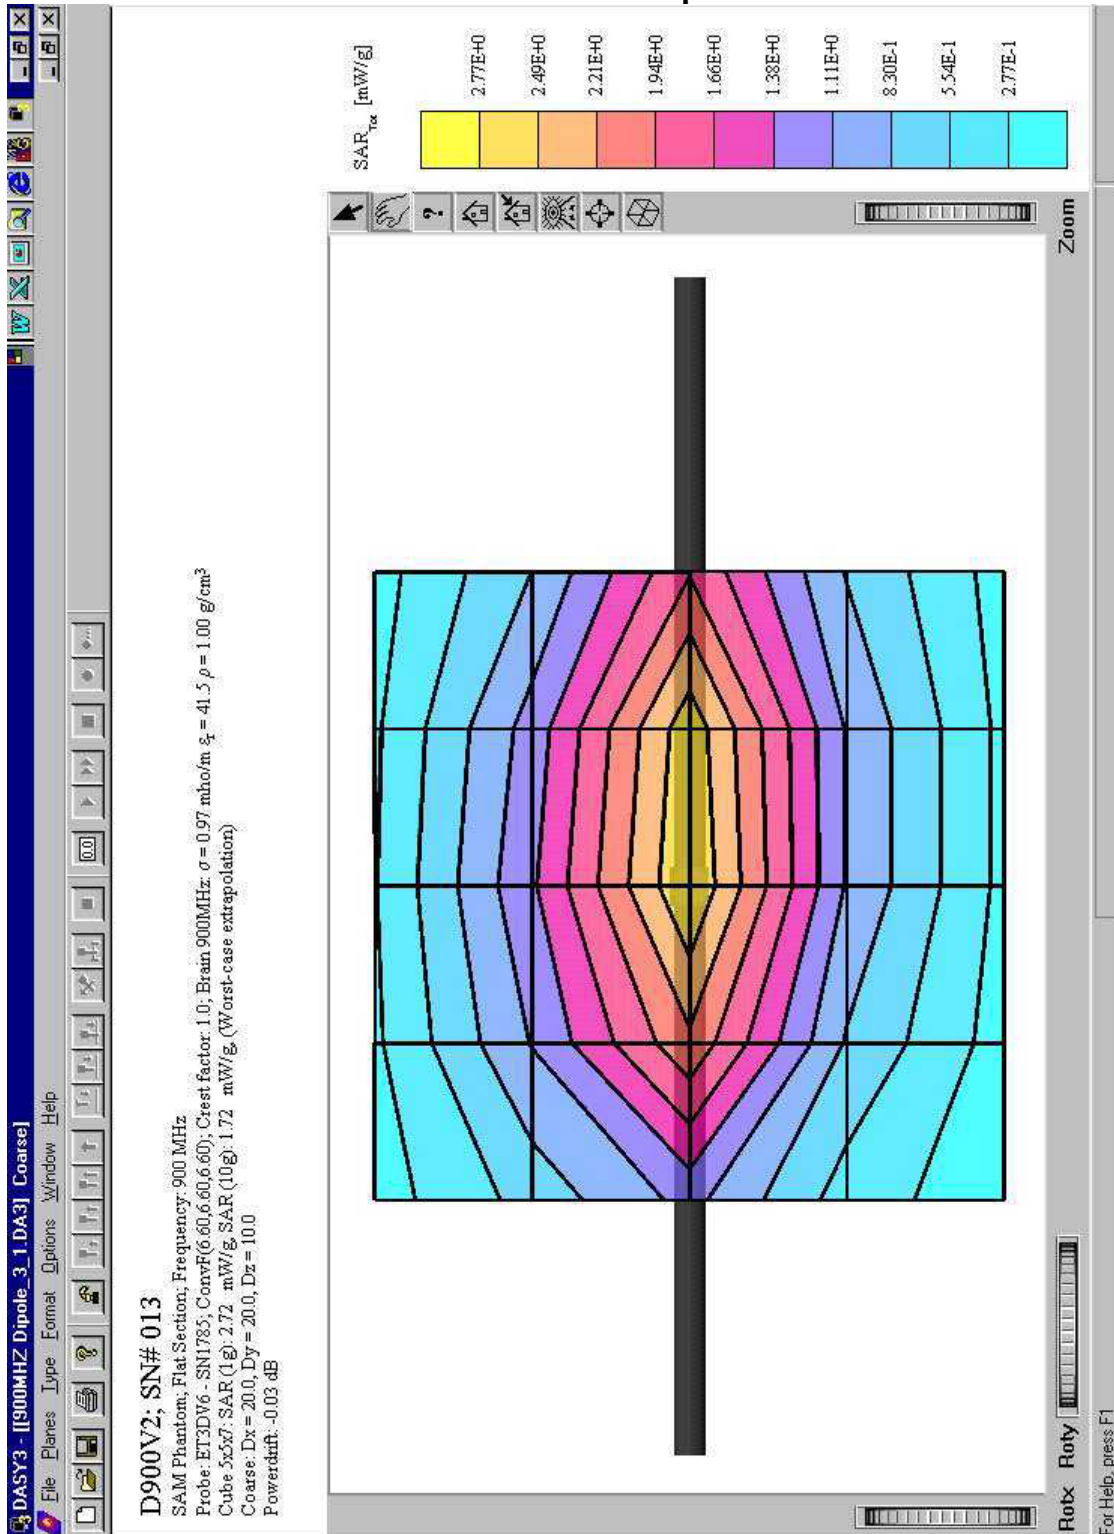 DASY3 - [[900MHZ Dipole_3_1.DA3] Coarse]
File Planes Type Format Options Window Help
0.0
D900V2; SN# 013
SAM Phantom; Flat Section; Frequency: 900 MHz
Probe: ET3DV6 - SN1785; ConvF(6.60,6.60,6.60); Crest factor: 1.0; Brain 900MHz: σ = 0.97 mho/m εr = 41.5 ρ = 1.00 g/cm³
Cube 5x5x7: SAR (1g): 2.72 mW/g, SAR (10g): 1.72 mW/g, (Worst-case extrapolation)
Coarse: Dx = 20.0, Dy = 20.0, Dz = 10.0
Powerdrift: -0.03 dB
SARTot [mW/g]
2.77E+0
2.49E+0
2.21E+0
1.94E+0
1.66E+0
1.38E+0
1.11E+0
8.30E-1
5.54E-1
2.77E-1
Rotx Roty Zoom
For Help, press F1